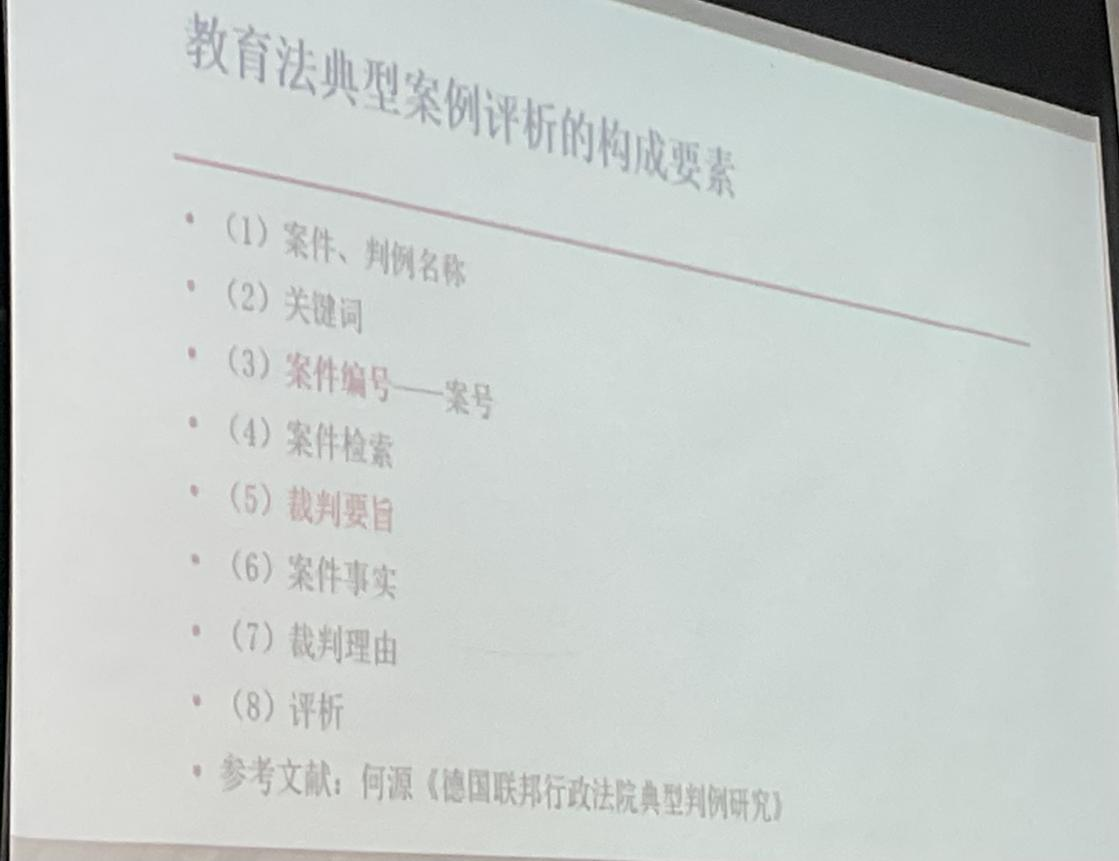 教育法典型案例评析的构成要素
• （1）案件、判例名称
• （2）关键词
• （3）案件编号——案号
• （4）案件检索
• （5）裁判要旨
• （6）案件事实
• （7）裁判理由
• （8）评析
• 参考文献：何源《德国联邦行政法院典型判例研究》